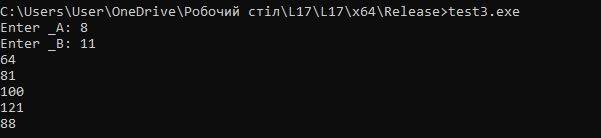 C:\Users\User\OneDrive\Робочий стіл\L17\L17\x64\Release>test3.exe
Enter _A: 8
Enter _B: 11
64
81
100
121
88